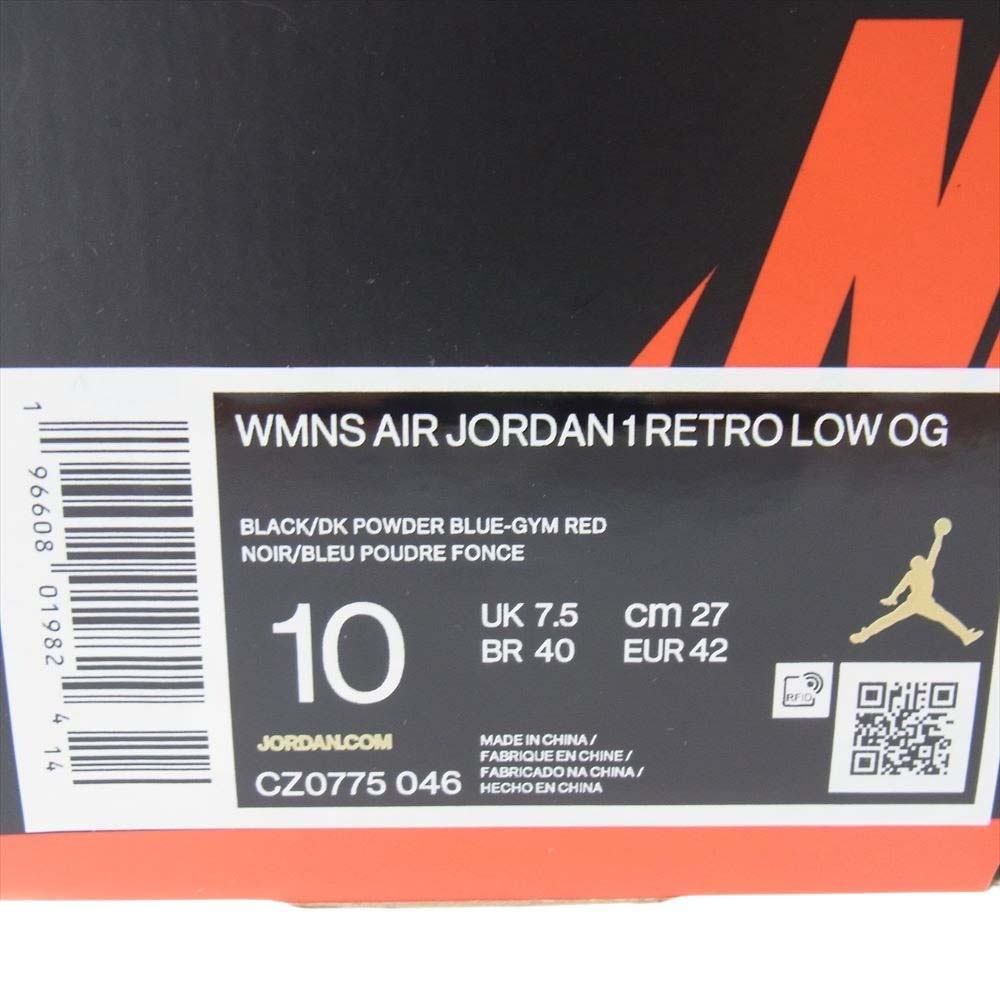 WMNS AIR JORDAN 1 RETRO LOW OG
BLACK/DK POWDER BLUE-GYM RED
NOIR/BLEU POUDRE FONCE
10
UK 7.5 cm 27
BR 40 EUR 42
RFID
JORDAN.COM
CZ0775 046
MADE IN CHINA /
FABRIQUE EN CHINE /
FABRICADO NA CHINA /
HECHO EN CHINA
1 96608 01982 4 14